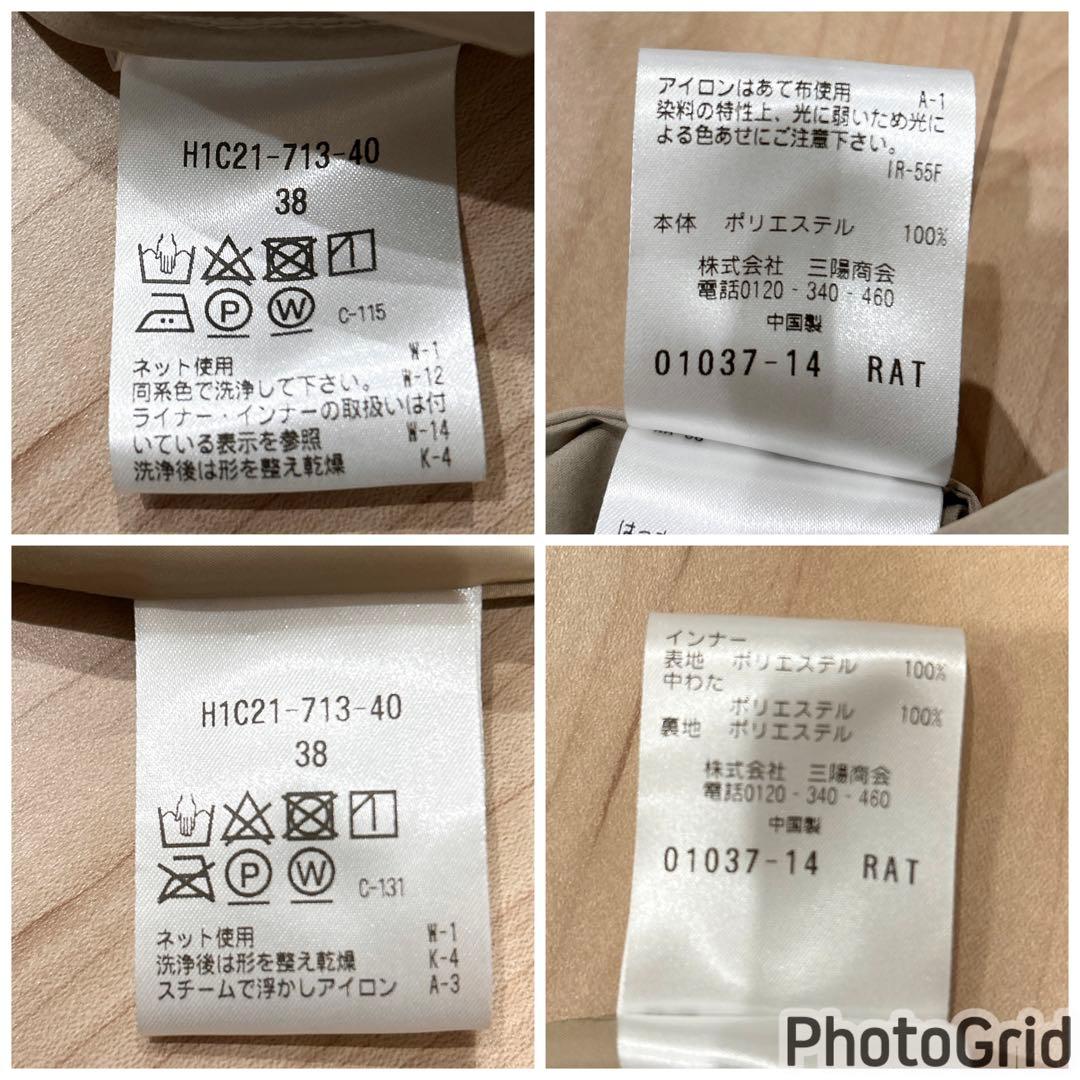 H1C21-713-40
38
P W C-115
ネット使用 W-1
同系色で洗浄して下さい。 W-12
ライナー・インナーの取扱いは付
いている表示を参照 W-14
洗浄後は形を整え乾燥 K-4
アイロンはあて布使用 A-1
染料の特性上、光に弱いため光に
よる色あせにご注意下さい。
IR-55F
本体 ポリエステル 100%
株式会社 三陽商会
電話0120-340-460
中国製
01037-14 RAT
H1C21-713-40
38
P W C-131
ネット使用 W-1
洗浄後は形を整え乾燥 K-4
スチームで浮かしアイロン A-3
インナー
表地 ポリエステル 100%
中わた
ポリエステル 100%
裏地 ポリエステル
株式会社 三陽商会
電話0120-340-460
中国製
01037-14 RAT
PhotoGrid